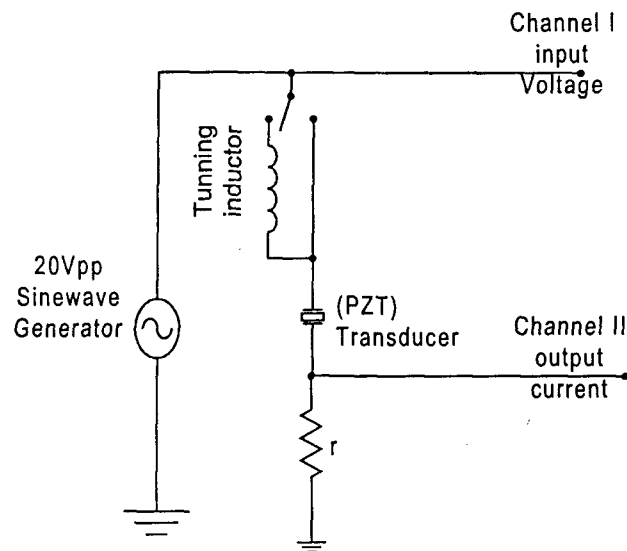 Channel I
input
Voltage
Tunning
inductor
20Vpp
Sinewave
Generator
(PZT)
Transducer
Channel II
output
current
r